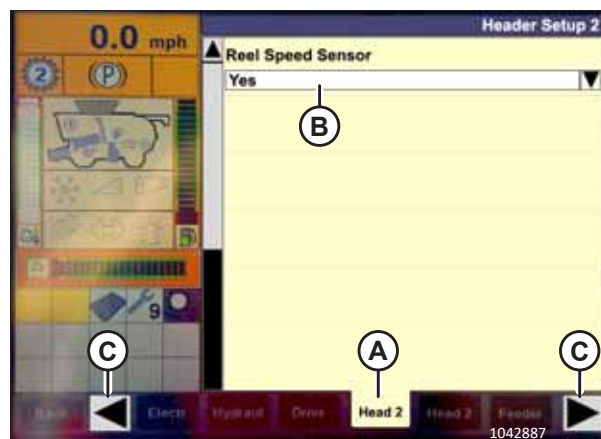 Header Setup 2
0.0 mph
Reel Speed Sensor
Yes
B
2
P
9
C
A
C
Back
Electr
Hydraul
Drive
Head 2
Head 2
Feeder
1042887